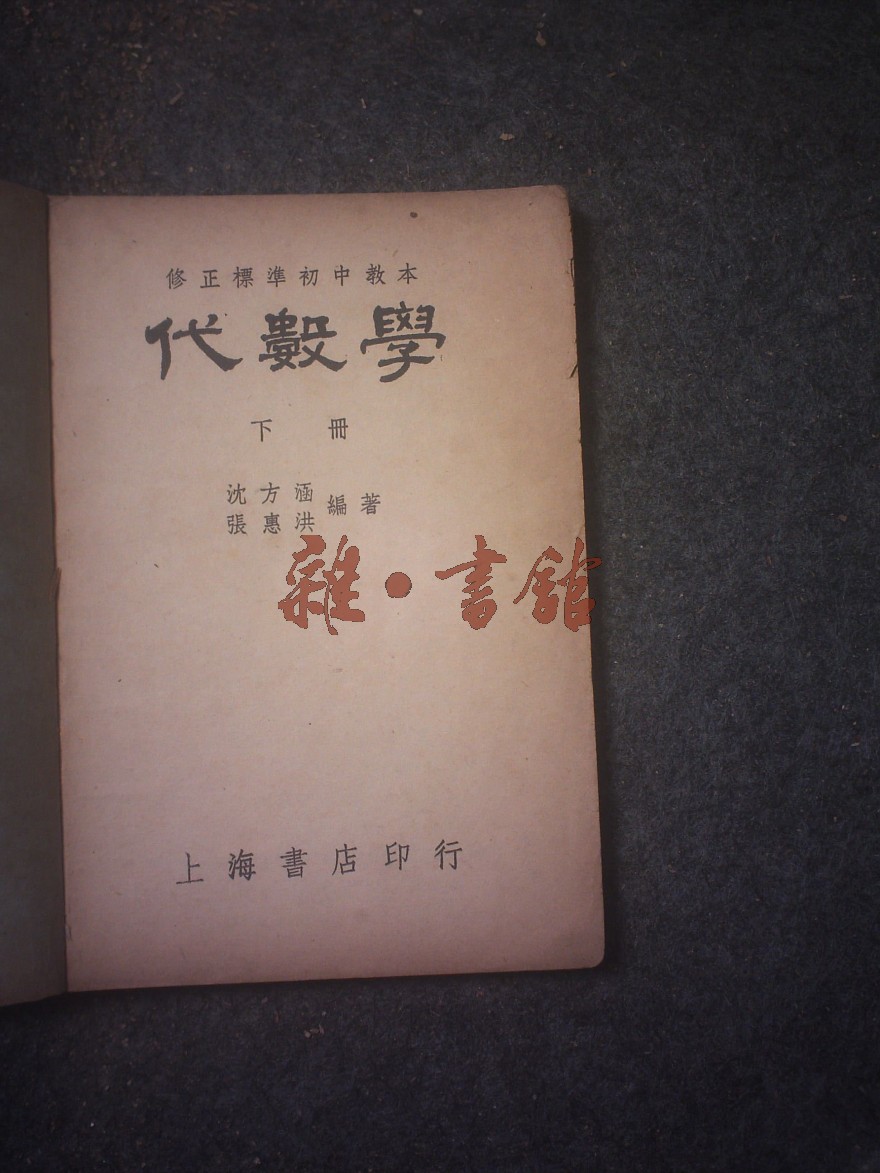 修正標準初中教本
代數學
下冊
沈方涵
張惠洪
編著
雜·書館
上海書店印行